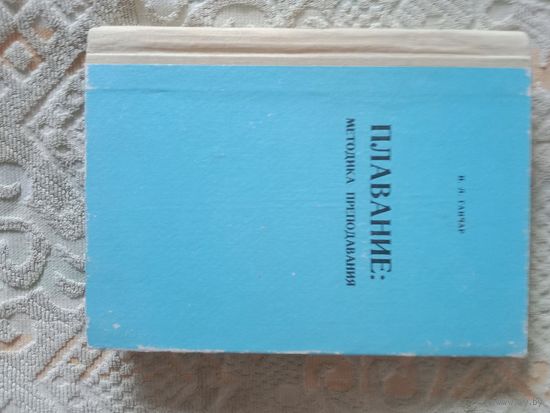 И. Л. ГАНЧАР
ПЛАВАНИЕ:
МЕТОДИКА ПРЕПОДАВАНИЯ